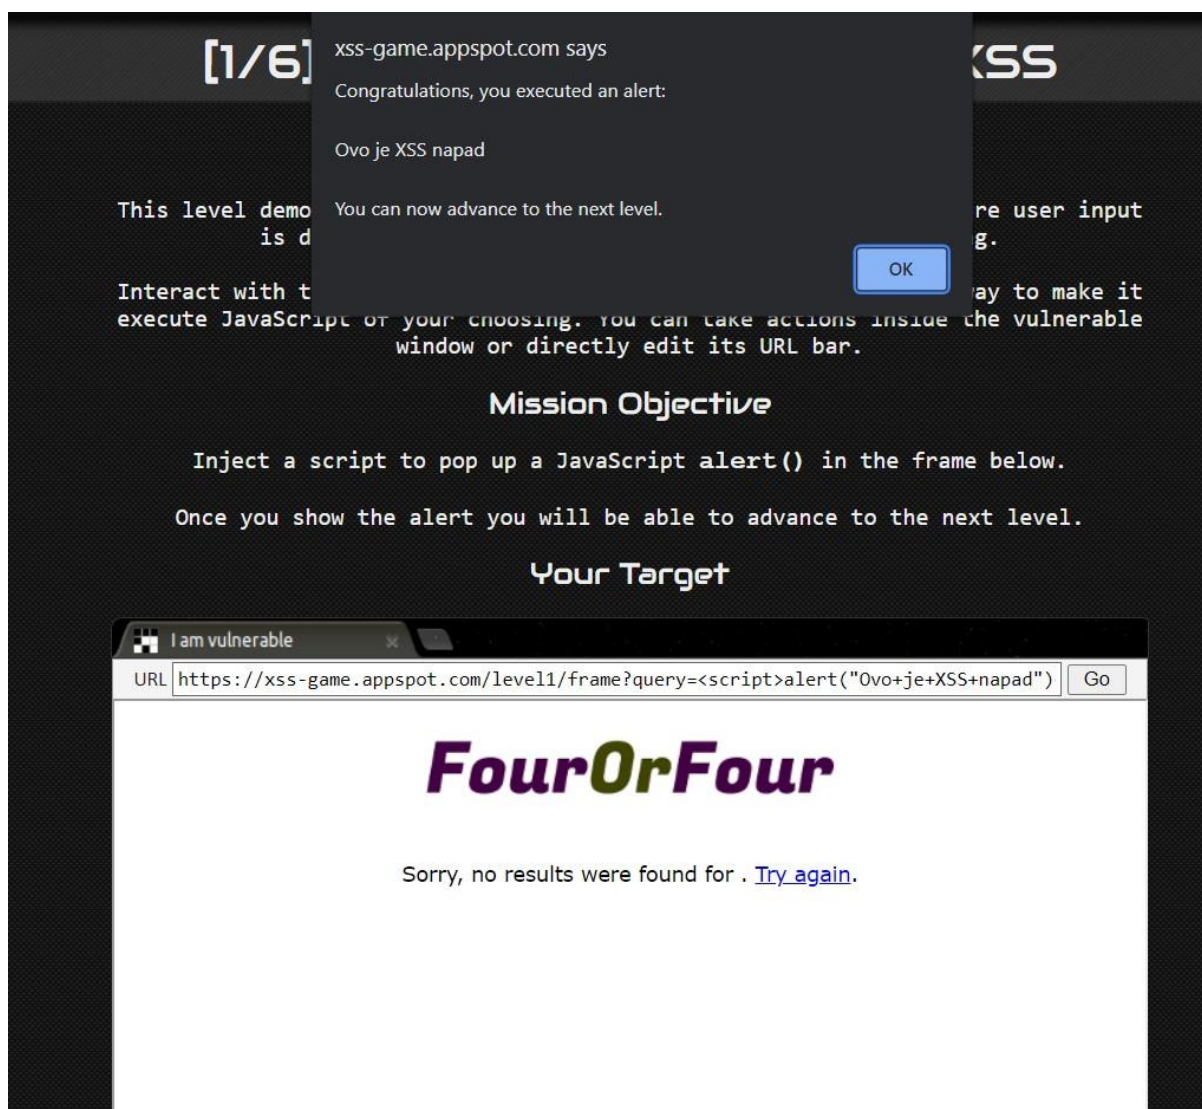 [1/6]
XSS
xss-game.appspot.com says
Congratulations, you executed an alert:
Ovo je XSS napad
You can now advance to the next level.
OK
This level demo
re user input
is d
g.
Interact with t
ay to make it
execute JavaScript of your choosing. You can take actions inside the vulnerable
window or directly edit its URL bar.
Mission Objective
Inject a script to pop up a JavaScript alert() in the frame below.
Once you show the alert you will be able to advance to the next level.
Your Target
I am vulnerable
URL https://xss-game.appspot.com/level1/frame?query=<script>alert("Ovo+je+XSS+napad") Go
FourOrFour
Sorry, no results were found for . Try again.